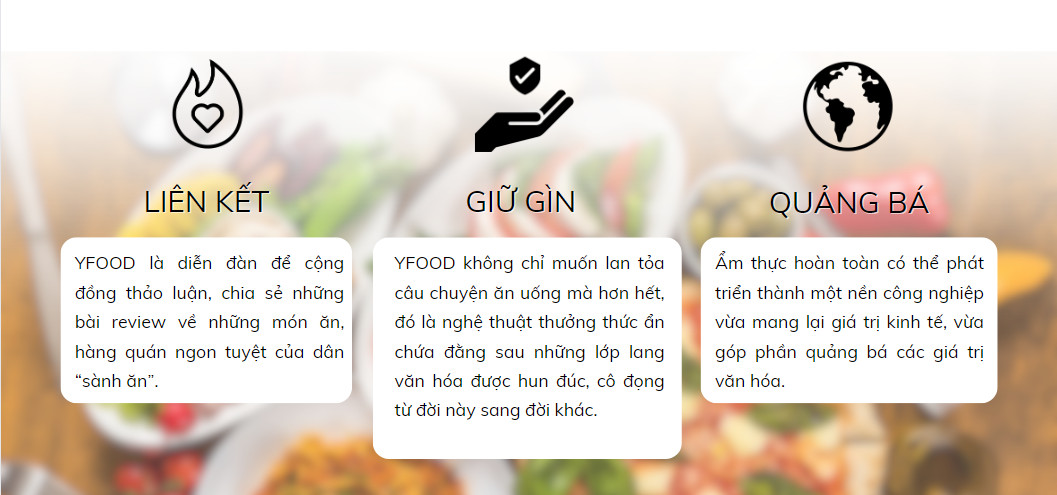 LIÊN KẾT
YFOOD là diễn đàn để cộng
đồng thảo luận, chia sẻ những
bài review về những món ăn,
hàng quán ngon tuyệt của dân
“sành ăn”.
GIỮ GÌN
YFOOD không chỉ muốn lan tỏa
câu chuyện ăn uống mà hơn hết,
đó là nghệ thuật thưởng thức ẩn
chứa đằng sau những lớp lang
văn hóa được hun đúc, cô đọng
từ đời này sang đời khác.
QUẢNG BÁ
Ẩm thực hoàn toàn có thể phát
triển thành một nền công nghiệp
vừa mang lại giá trị kinh tế, vừa
góp phần quảng bá các giá trị
văn hóa.